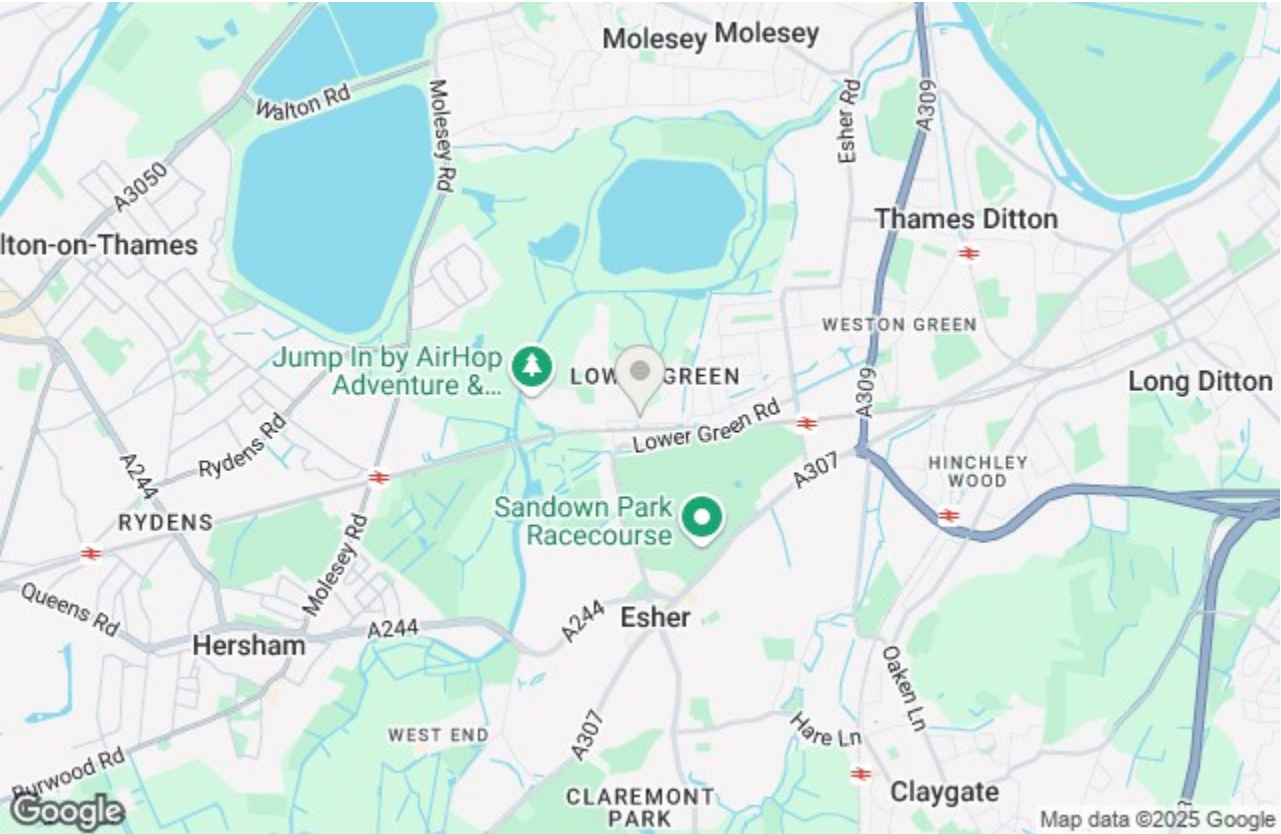 Molesey
Molesey
Walton Rd
Molesey Rd
Esher Rd
A309
A3050
Thames Ditton
lton-on-Thames
WESTON GREEN
Jump In by AirHop
Adventure &...
LOW GREEN
Long Ditton
A309
Lower Green Rd
Rydens Rd
A244
A307
HINCHLEY
WOOD
RYDENS
Sandown Park
Racecourse
Molesey Rd
Queens Rd
A244
A244
Esher
Hersham
Oaken Ln
WEST END
A307
Hare Ln
Burwood Rd
CLAREMONT
PARK
Claygate
Google
Map data ©2025 Google